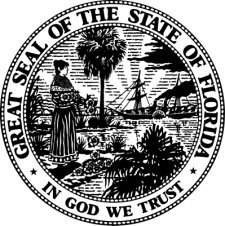 GREAT SEAL OF THE STATE OF FLORIDA
IN GOD WE TRUST